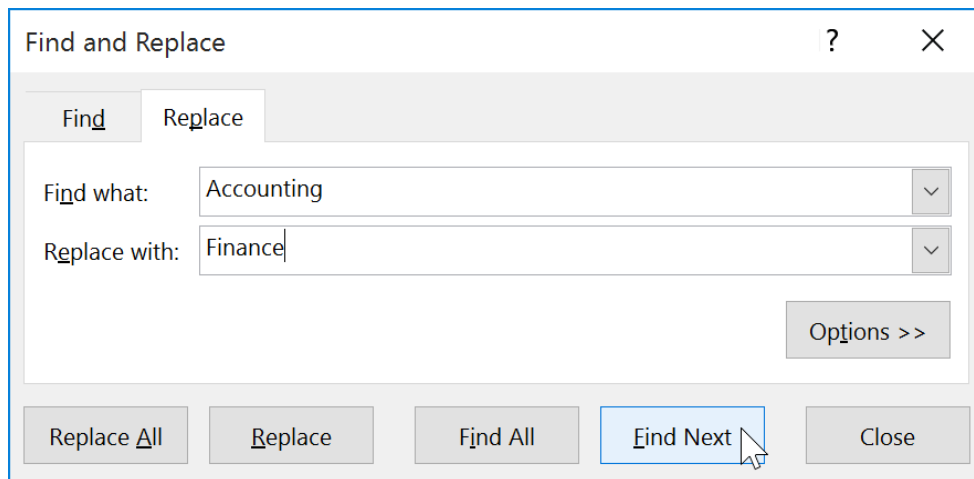 Find and Replace ?
Find Replace
Find what: Accounting
Replace with: Finance
Options >>
Replace All Replace Find All Find Next Close